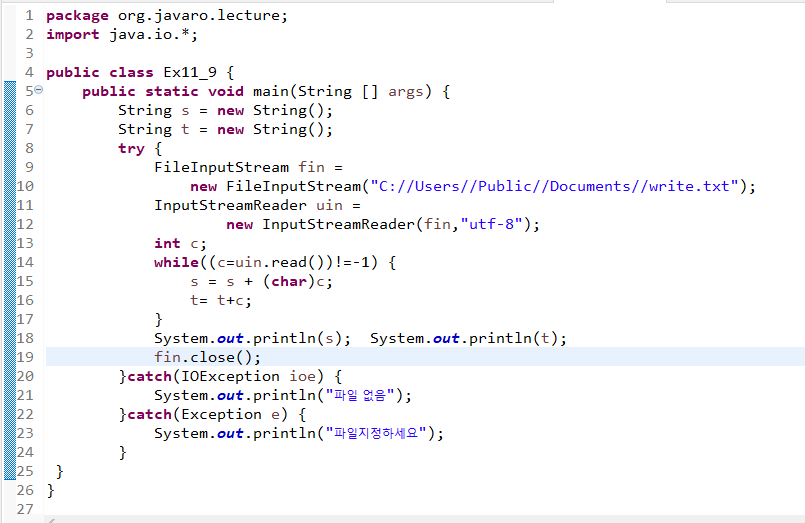 1 package org.javaro.lecture;
2 import java.io.*;
3
4 public class Ex11_9 {
5 public static void main(String [] args) {
6 String s = new String();
7 String t = new String();
8 try {
9 FileInputStream fin =
10 new FileInputStream("C://Users//Public//Documents//write.txt");
11 InputStreamReader uin =
12 new InputStreamReader(fin,"utf-8");
13 int c;
14 while((c=uin.read())!=-1) {
15 s = s + (char)c;
16 t= t+c;
17 }
18 System.out.println(s);  System.out.println(t);
19 fin.close();
20 }catch(IOException ioe) {
21 System.out.println("파일 없음");
22 }catch(Exception e) {
23 System.out.println("파일지정하세요");
24 }
25 }
26 }
27